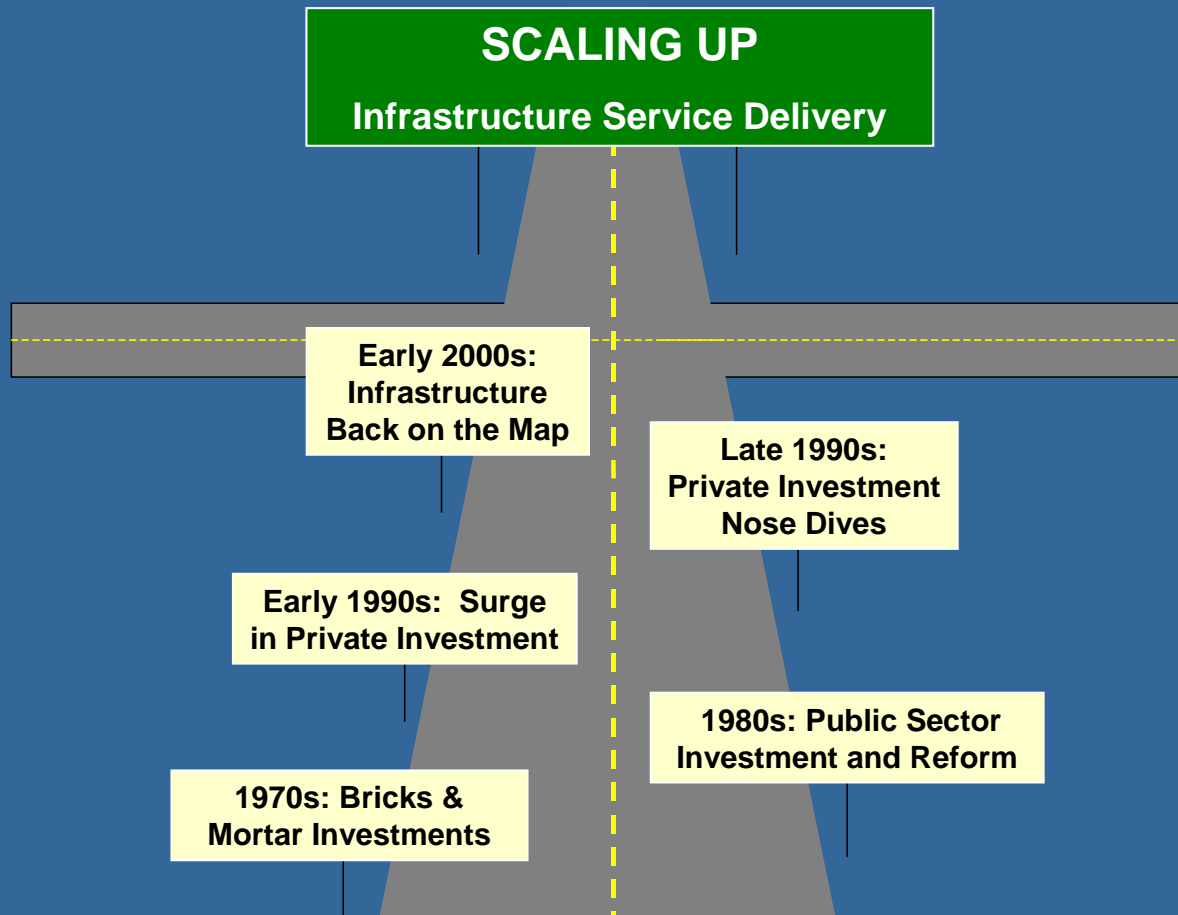 SCALING UP
Infrastructure Service Delivery
Early 2000s:
Infrastructure
Back on the Map
Late 1990s:
Private Investment
Nose Dives
Early 1990s:  Surge
in Private Investment
1980s: Public Sector
Investment and Reform
1970s: Bricks &
Mortar Investments